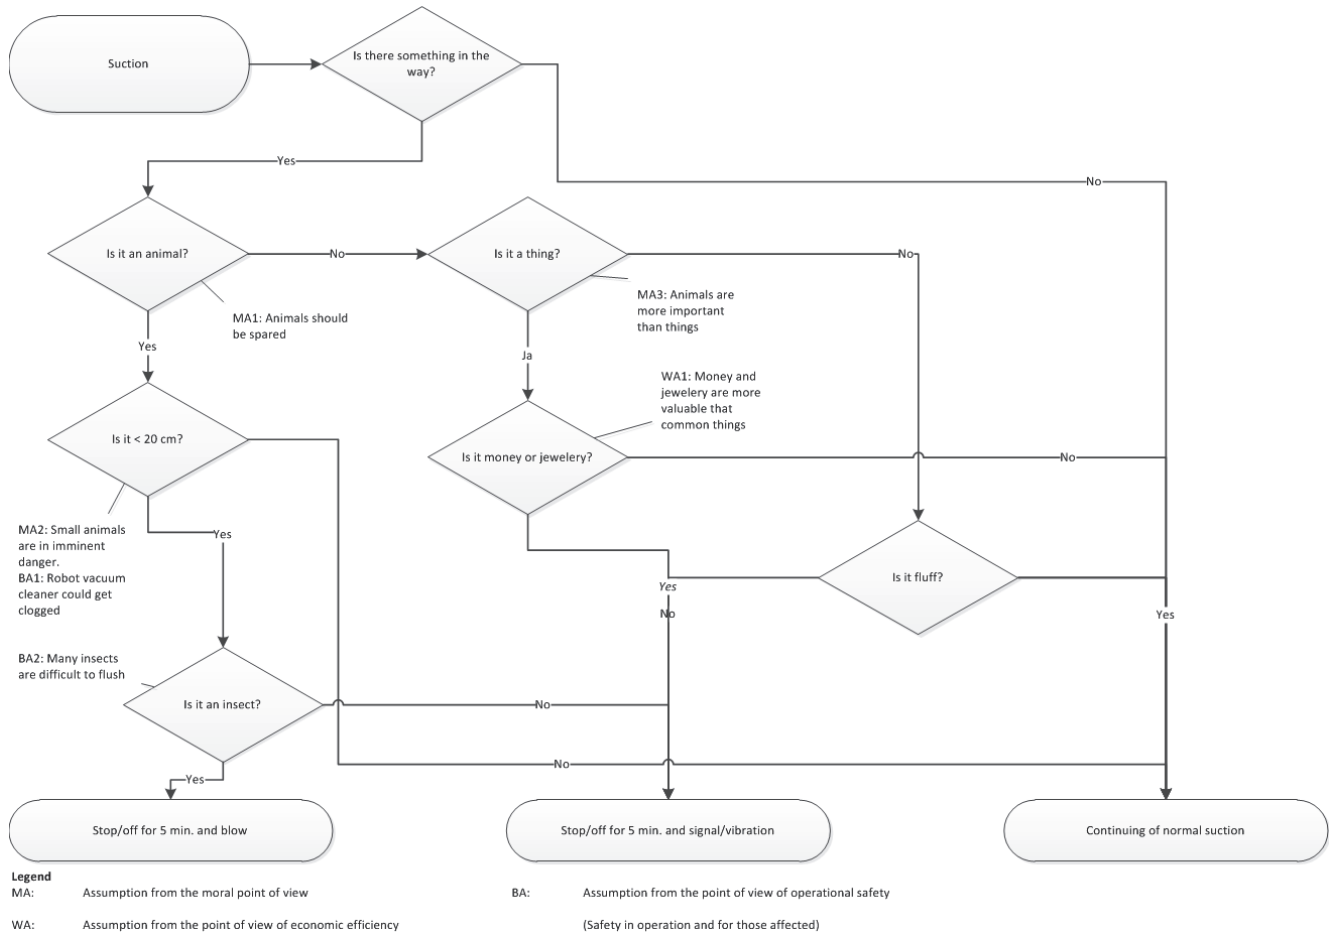 Suction
Is there something in the
way?
Yes
No
Is it an animal?
No
Is it a thing?
No
MA1: Animals should
be spared
MA3: Animals are
more important
than things
Yes
Ja
WA1: Money and
jewelery are more
valuable that
common things
Is it < 20 cm?
Is it money or jewelery?
No
MA2: Small animals
are in imminent
danger.
BA1: Robot vacuum
cleaner could get
clogged
Yes
Is it fluff?
Yes
No
Yes
BA2: Many insects
are difficult to flush
Is it an insect?
No
No
Yes
Stop/off for 5 min. and blow
Stop/off for 5 min. and signal/vibration
Continuing of normal suction
Legend
MA: Assumption from the moral point of view
BA: Assumption from the point of view of operational safety
WA: Assumption from the point of view of economic efficiency
(Safety in operation and for those affected)